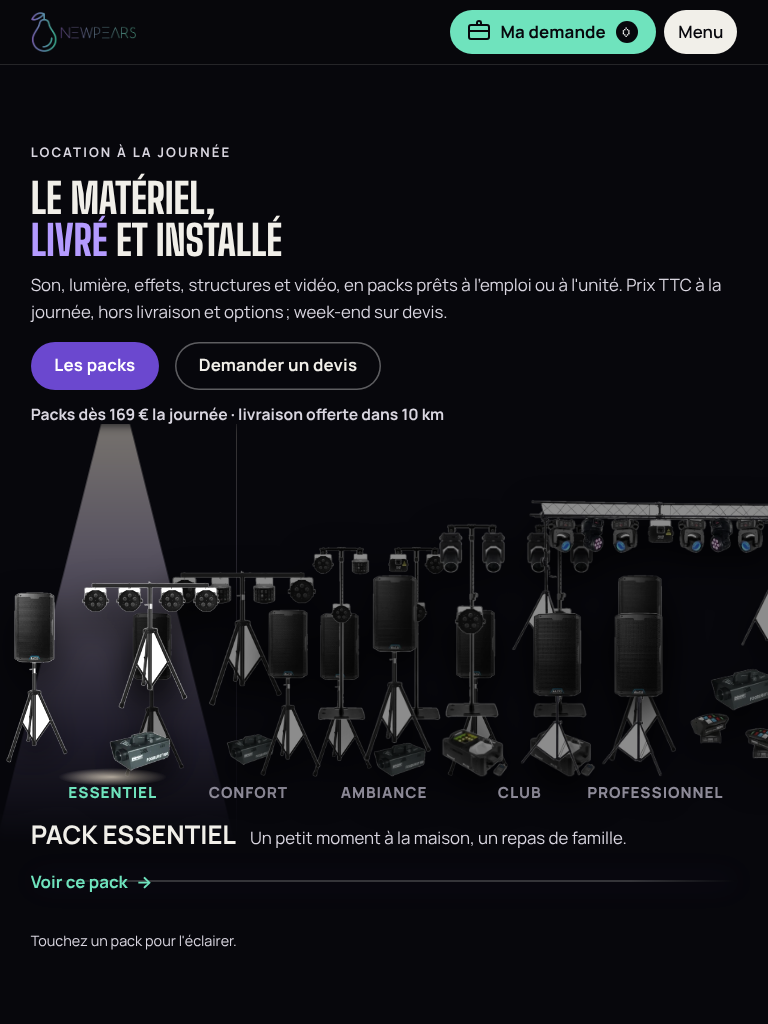 NEWPEARS
Ma demande
Menu
LOCATION À LA JOURNÉE
LE MATÉRIEL,
LIVRÉ ET INSTALLÉ
Son, lumière, effets, structures et vidéo, en packs prêts à l'emploi ou à l'unité. Prix TTC à la
journée, hors livraison et options ; week-end sur devis.
Les packs
Demander un devis
Packs dès 169 € la journée · livraison offerte dans 10 km
ESSENTIEL
CONFORT
AMBIANCE
CLUB
PROFESSIONNEL
PACK ESSENTIEL Un petit moment à la maison, un repas de famille.
Voir ce pack →
Touchez un pack pour l'éclairer.